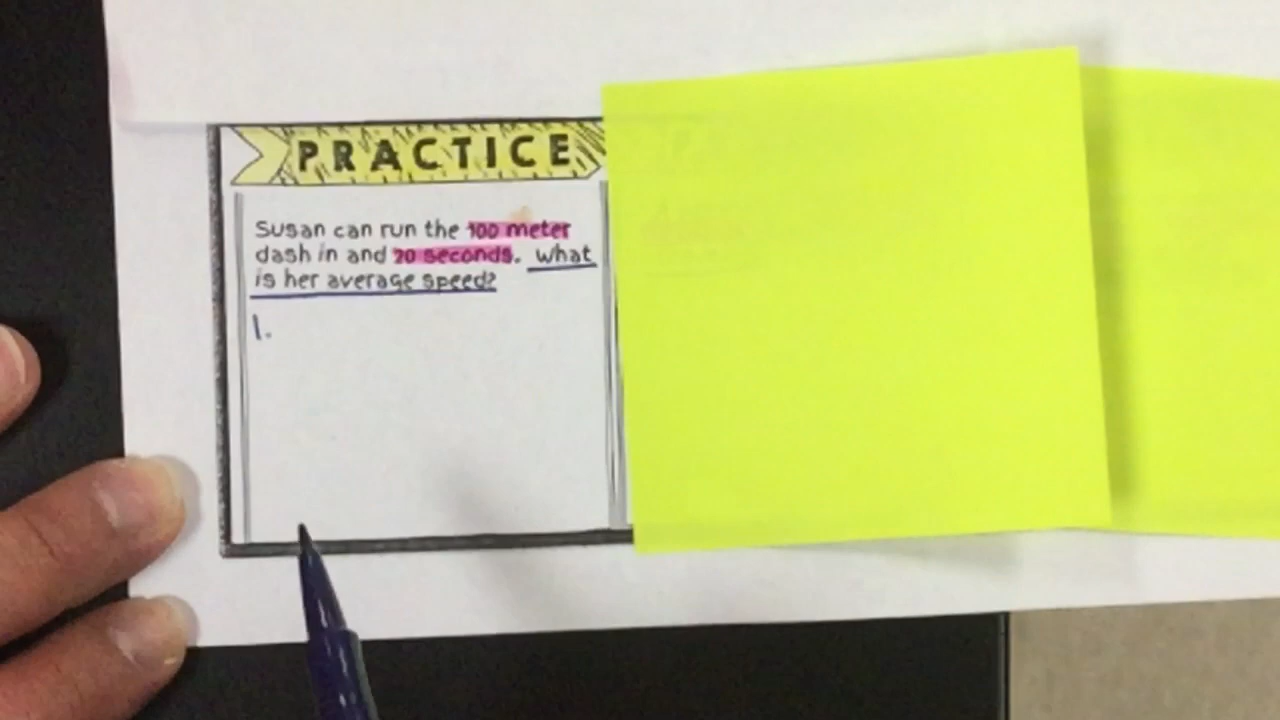 PRACTICE
Susan can run the 100 meter
dash in and 20 seconds. What
is her average speed?
1.